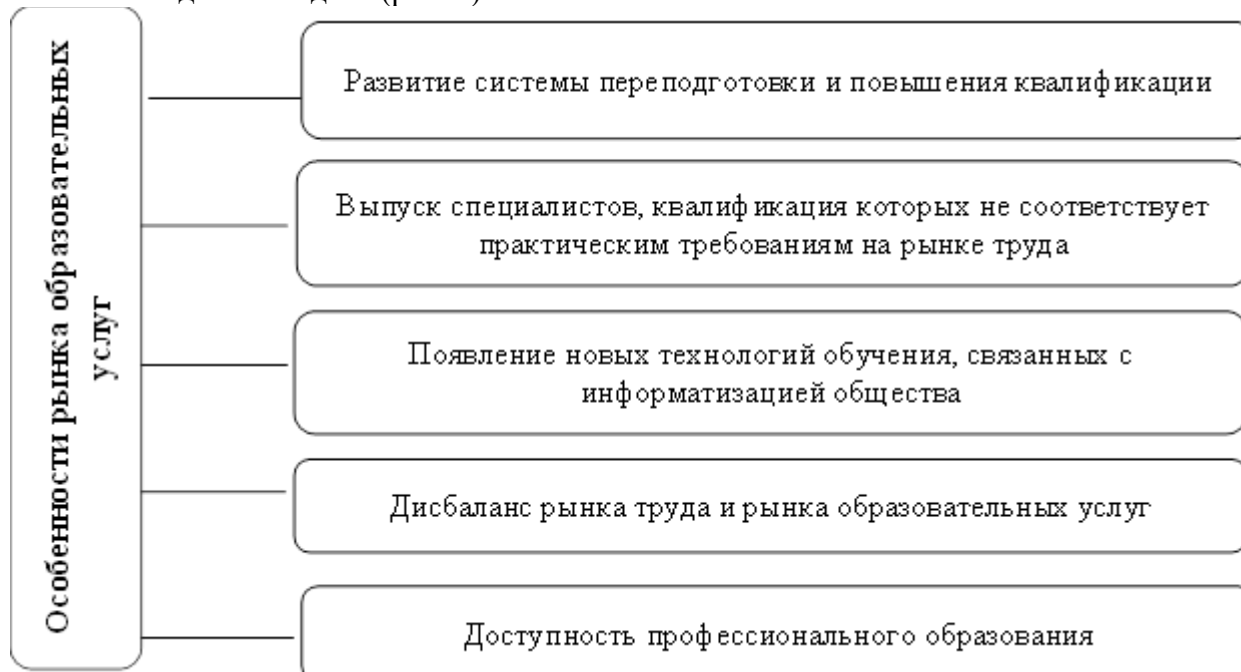 Особенности рынка образовательных
услуг
Развитие системы переподготовки и повышения квалификации
Выпуск специалистов, квалификация которых не соответствует
практическим требованиям на рынке труда
Появление новых технологий обучения, связанных с
информатизацией общества
Дисбаланс рынка труда и рынка образовательных услуг
Доступность профессионального образования